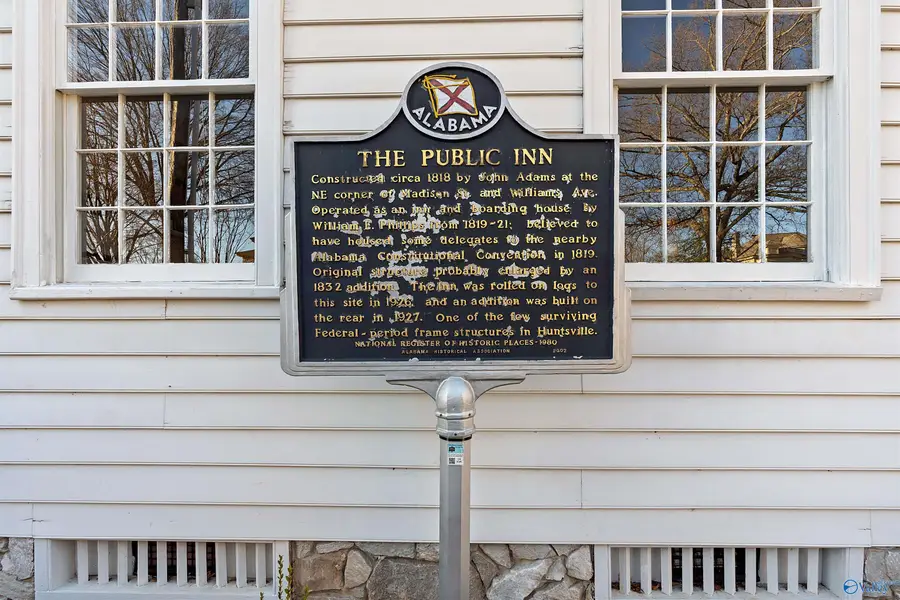 ALABAMA
THE PUBLIC INN
Constructed circa 1818 by John Adams at the
NE corner of Madison St. and Williams Ave.
Operated as an inn and boarding house by
William E. Phillips from 1819-21; believed to
have housed some delegates to the nearby
Alabama Constitutional Convention in 1819.
Original structure probably enlarged by an
1832 addition. The inn was rolled on logs to
this site in 1926 and an addition was built on
the rear in 1927. One of the few surviving
Federal-period frame structures in Huntsville.
NATIONAL REGISTER OF HISTORIC PLACES-1980
ALABAMA HISTORICAL ASSOCIATION 2002